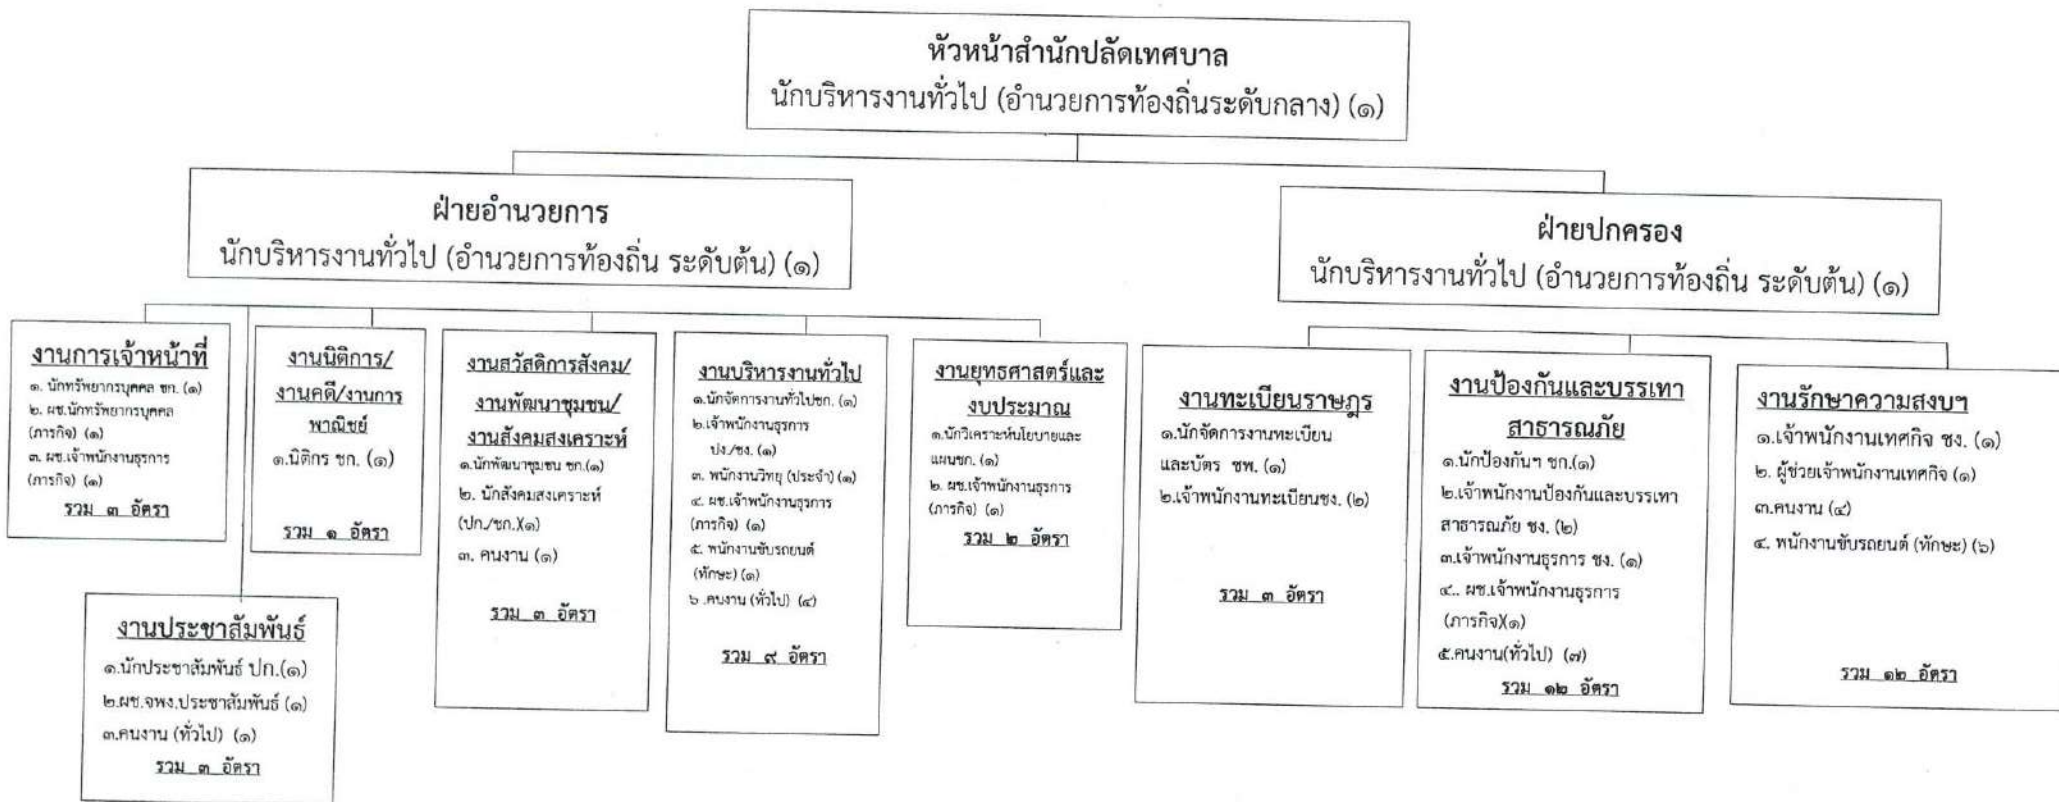 หัวหน้าสำนักปลัดเทศบาล
นักบริหารงานทั่วไป (อำนวยการท้องถิ่นระดับกลาง) (๑)
ฝ่ายอำนวยการ
นักบริหารงานทั่วไป (อำนวยการท้องถิ่น ระดับต้น) (๑)
ฝ่ายปกครอง
นักบริหารงานทั่วไป (อำนวยการท้องถิ่น ระดับต้น) (๑)
งานการเจ้าหน้าที่
๑. นักทรัพยากรบุคคล ชก. (๑)
๒. ผช.นักทรัพยากรบุคคล
(ภารกิจ) (๑)
๓. ผช.เจ้าพนักงานธุรการ
(ภารกิจ) (๑)
รวม ๓ อัตรา
งานนิติการ/
งานคดี/งานการ
พาณิชย์
๑.นิติกร ชก. (๑)
รวม ๑ อัตรา
งานสวัสดิการสังคม/
งานพัฒนาชุมชน/
งานสังคมสงเคราะห์
๑.นักพัฒนาชุมชน ชก.(๑)
๒. นักสังคมสงเคราะห์
(ปก./ชก.)(๑)
๓. คนงาน (๑)
รวม ๓ อัตรา
งานบริหารงานทั่วไป
๑.นักจัดการงานทั่วไปชก. (๑)
๒.เจ้าพนักงานธุรการ
ปง./ชง. (๑)
๓. พนักงานวิทยุ (ประจำ) (๑)
๔. ผช.เจ้าพนักงานธุรการ
(ภารกิจ) (๑)
๕. พนักงานขับรถยนต์
(ทักษะ) (๑)
๖ .คนงาน (ทั่วไป) (๔)
รวม ๙ อัตรา
งานยุทธศาสตร์และ
งบประมาณ
๑.นักวิเคราะห์นโยบายและ
แผนชก. (๑)
๒. ผช.เจ้าพนักงานธุรการ
(ภารกิจ) (๑)
รวม ๒ อัตรา
งานทะเบียนราษฎร
๑.นักจัดการงานทะเบียน
และบัตร ชพ. (๑)
๒.เจ้าพนักงานทะเบียนชง. (๒)
รวม ๓ อัตรา
งานป้องกันและบรรเทา
สาธารณภัย
๑.นักป้องกันฯ ชก.(๑)
๒.เจ้าพนักงานป้องกันและบรรเทา
สาธารณภัย ชง. (๒)
๓.เจ้าพนักงานธุรการ ชง. (๑)
๔.. ผช.เจ้าพนักงานธุรการ
(ภารกิจ)(๑)
๕.คนงาน(ทั่วไป) (๗)
รวม ๑๒ อัตรา
งานรักษาความสงบฯ
๑.เจ้าพนักงานเทศกิจ ชง. (๑)
๒. ผู้ช่วยเจ้าพนักงานเทศกิจ (๑)
๓.คนงาน (๔)
๔. พนักงานขับรถยนต์ (ทักษะ) (๖)
รวม ๑๒ อัตรา
งานประชาสัมพันธ์
๑.นักประชาสัมพันธ์ ปก.(๑)
๒.ผช.จพง.ประชาสัมพันธ์ (๑)
๓.คนงาน (ทั่วไป) (๑)
รวม ๓ อัตรา